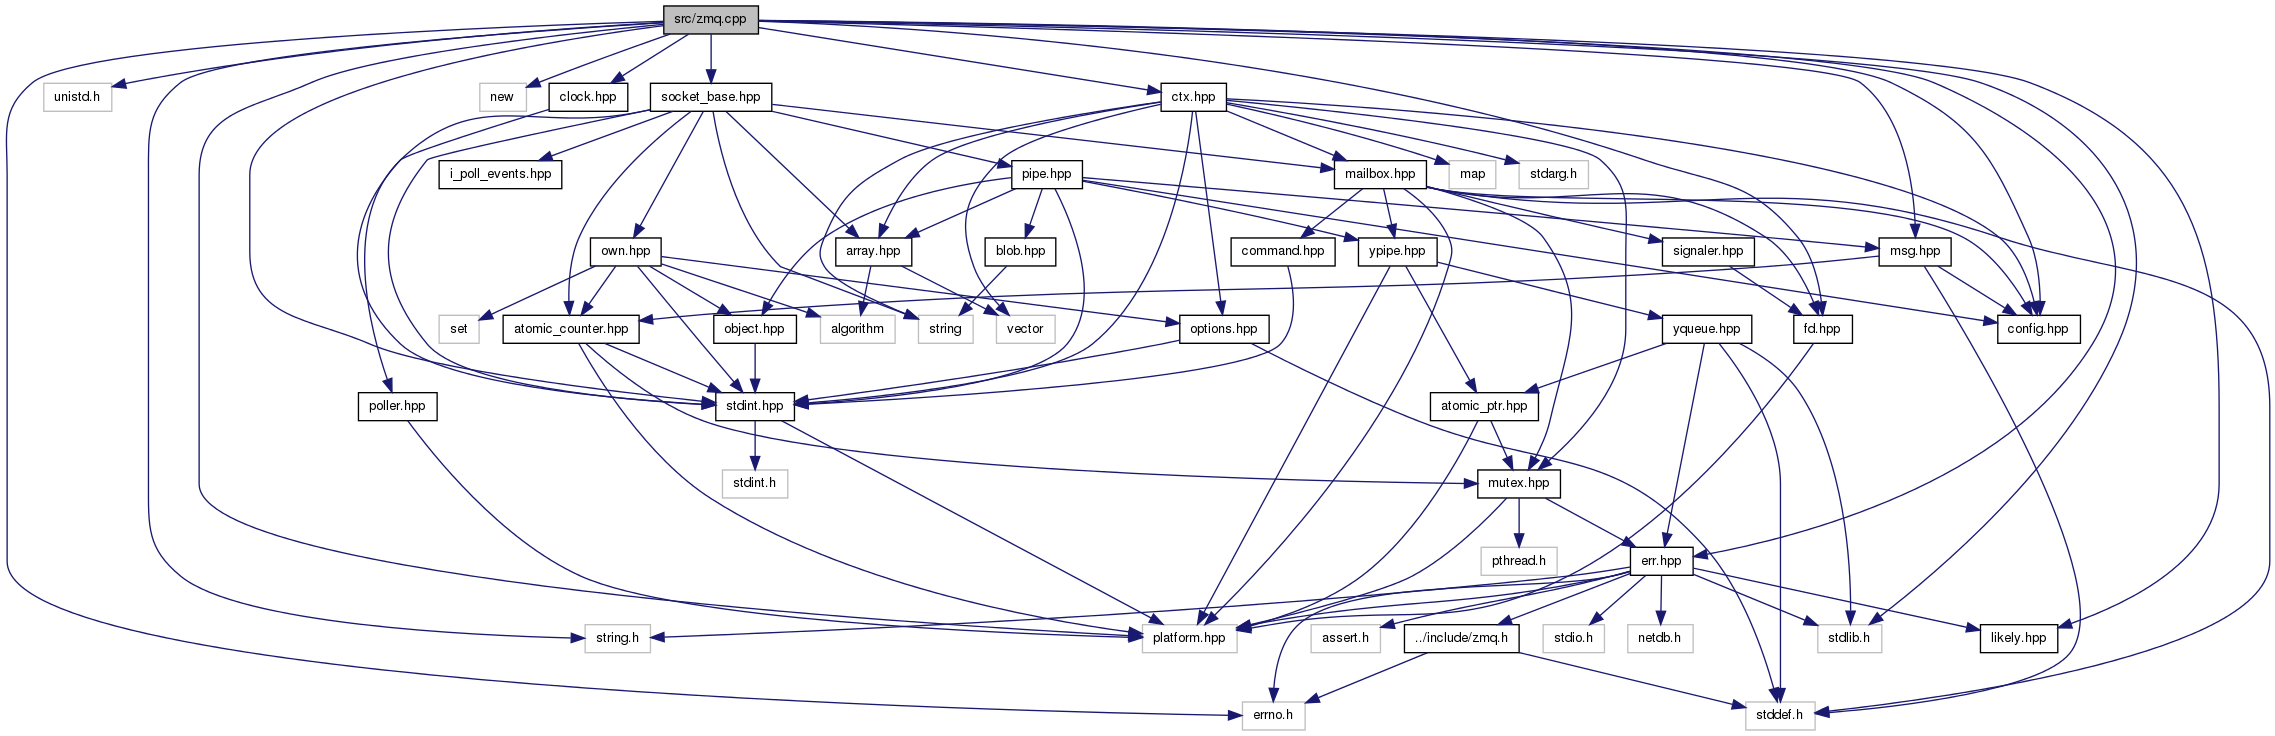 src/zmq.cpp
unistd.h
new
clock.hpp
socket_base.hpp
ctx.hpp
i_poll_events.hpp
pipe.hpp
mailbox.hpp
map
stdarg.h
own.hpp
array.hpp
blob.hpp
command.hpp
ypipe.hpp
signaler.hpp
msg.hpp
set
atomic_counter.hpp
object.hpp
algorithm
string
vector
options.hpp
yqueue.hpp
fd.hpp
config.hpp
poller.hpp
stdint.hpp
atomic_ptr.hpp
stdint.h
mutex.hpp
pthread.h
err.hpp
string.h
platform.hpp
assert.h
../include/zmq.h
stdio.h
netdb.h
stdlib.h
likely.hpp
errno.h
stddef.h